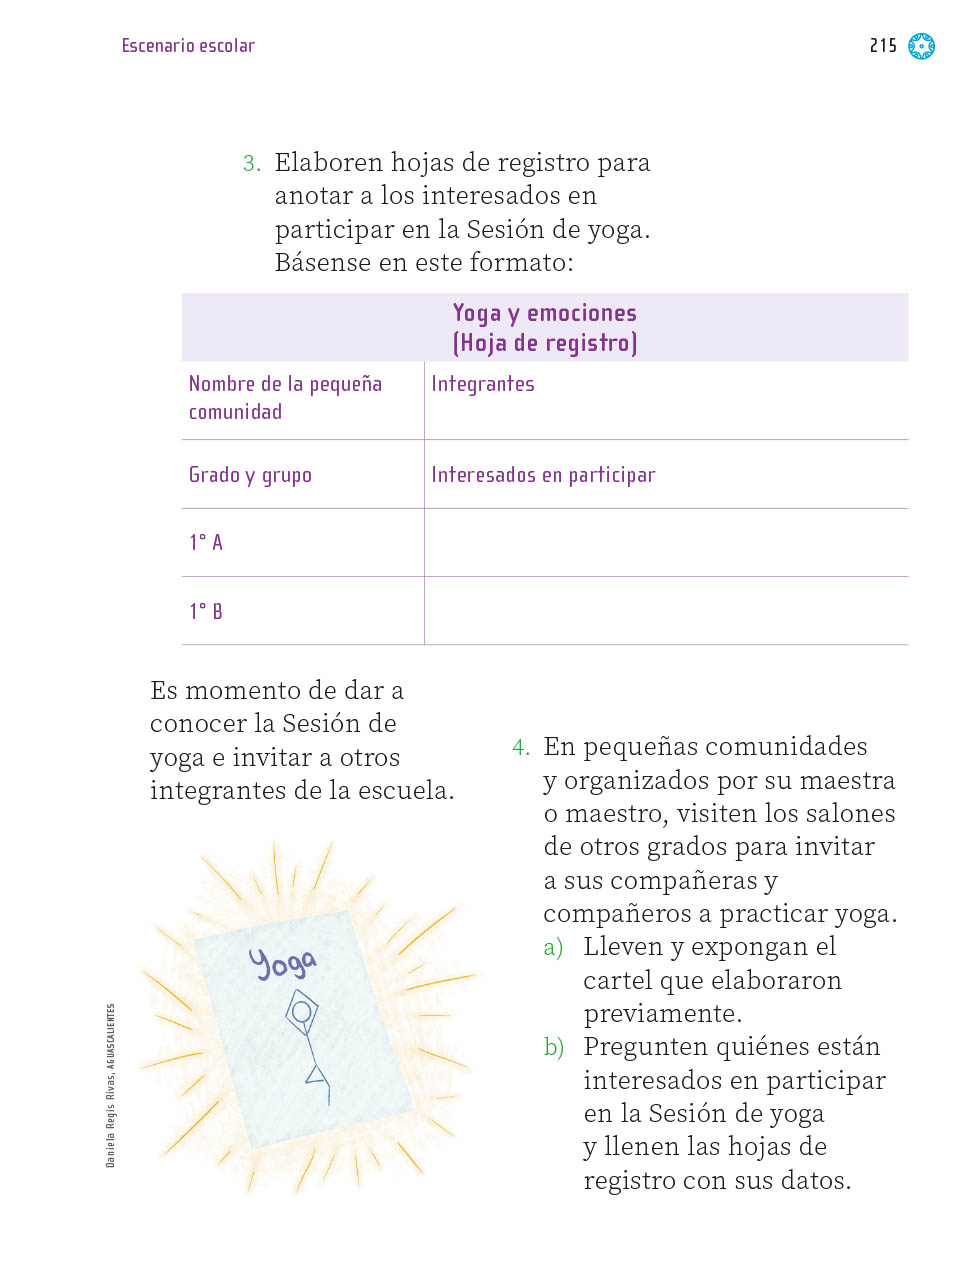 Escenario escolar
215
3. Elaboren hojas de registro para
anotar a los interesados en
participar en la Sesión de yoga.
Básense en este formato:
Yoga y emociones
(Hoja de registro)
Nombre de la pequeña
comunidad
Integrantes
Grado y grupo
Interesados en participar
1° A
1° B
Es momento de dar a
conocer la Sesión de
yoga e invitar a otros
integrantes de la escuela.
Yoga
Daniela Regis Rivas, AGUASCALIENTES
4. En pequeñas comunidades
y organizados por su maestra
o maestro, visiten los salones
de otros grados para invitar
a sus compañeras y
compañeros a practicar yoga.
a) Lleven y expongan el
cartel que elaboraron
previamente.
b) Pregunten quiénes están
interesados en participar
en la Sesión de yoga
y llenen las hojas de
registro con sus datos.